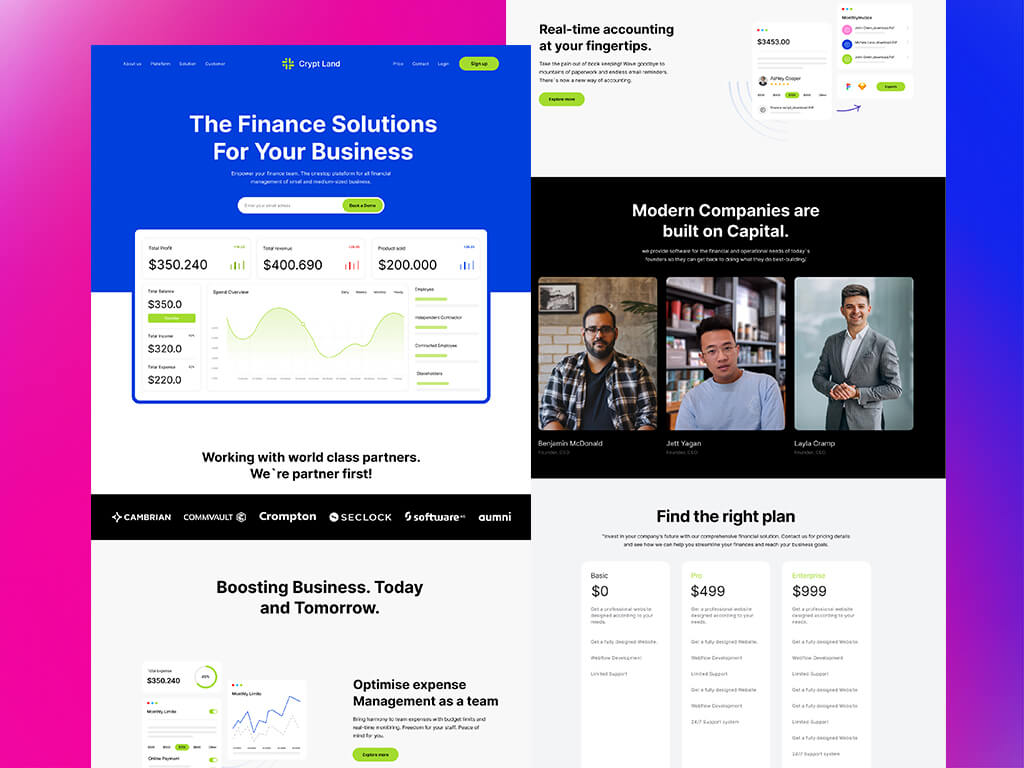 About us
Plateform
Solution
Customer
Crypt Land
Price
Contact
Login
Sign up
The Finance Solutions
For Your Business
Empower your finance team. The onestop plateform for all financial
management of small and medium-sized business.
Book a Demo
Total Profit
$350.240
Total revenue
$400.690
Product sold
$200.000
Total Balance
$350.0
Total Income
$320.0
Total Expense
$220.0
Spend Overview
Daily
Weekly
Monthly
Yearly
Employee
Independent Contractor
Contracted Employee
Stakeholders
Working with world class partners.
We`re partner first!
CAMBRIAN
COMMVAULT
Crompton
SECLOCK
software
aumni
Boosting Business. Today
and Tomorrow.
Total Expense
$350.240
Monthly Limite
Online Payment
Monthly Limite
Optimise expense
Management as a team
Bring harmony to team expenses with budget limits and
real-time monitring. Freedom for your staff. Peace of
mind for you.
Explore more
Real-time accounting
at your fingertips.
Take the pain out of book keeping! Wave goodbye to
mountains of paperwork and endless email reminders.
There`s now a new way of accounting.
Explore more
$3453.00
Ashley Cooper
MonthlyInvoice
Modern Companies are
built on Capital.
we provide software for the financial and operational needs of today`s
founders so they can get back to doing what they do best-building!
Benjamin McDonald
Founder, CEO
Jett Yagan
Founder, CEO
Layla Cramp
Founder, CEO
Find the right plan
"Invest in your company's future with our comprehensive financial solution. Contact us for pricing details
and see how we can help you streamline your finances and reach your business goals.
Basic
$0
Get a professional website
designed according to your
needs.
Get a fully designed Website.
Webflow Development
Limited Support
Pro
$499
Get a professional website
designed according to your
needs.
Get a fully designed Website.
Webflow Development
Limited Support
Get a fully designed Website
Webflow Development
24/7 Support system
Enterprise
$999
Get a professional website
designed according to your
needs.
Get a fully designed Website
Webflow Development
Limited Support
Get a fully designed Website
Get a fully designed Website
Limited Support
Get a fully designed Website
24/7 Support system